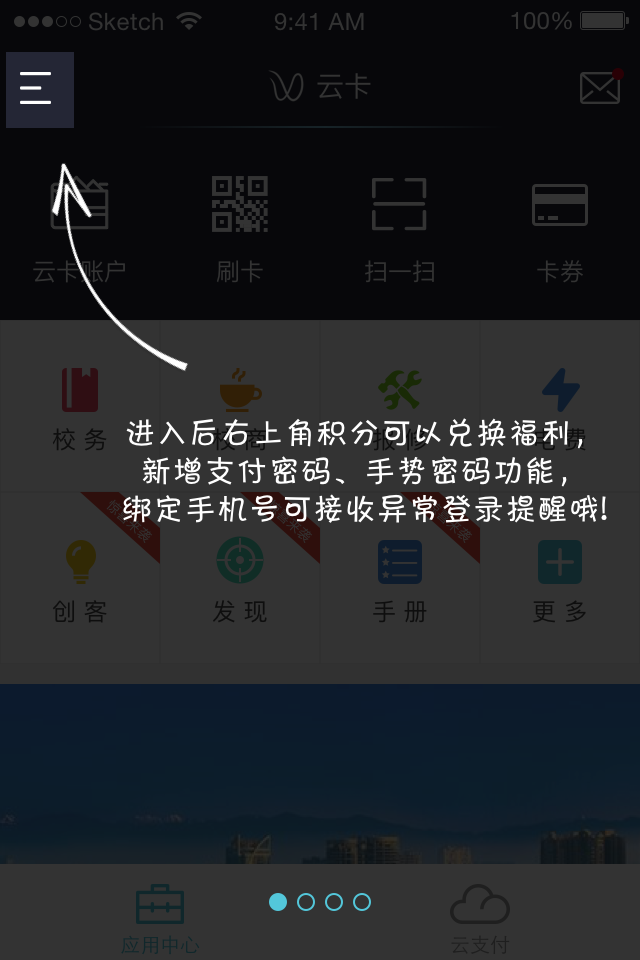 Sketch 9:41 AM 100%
云卡
云卡账户 刷卡 扫一扫 卡券
校务 校商 报修 电费
进入后右上角积分可以兑换福利，
新增支付密码、手势密码功能，
绑定手机号可接收异常登录提醒哦!
创客 发现 手册 更多
应用中心 云支付